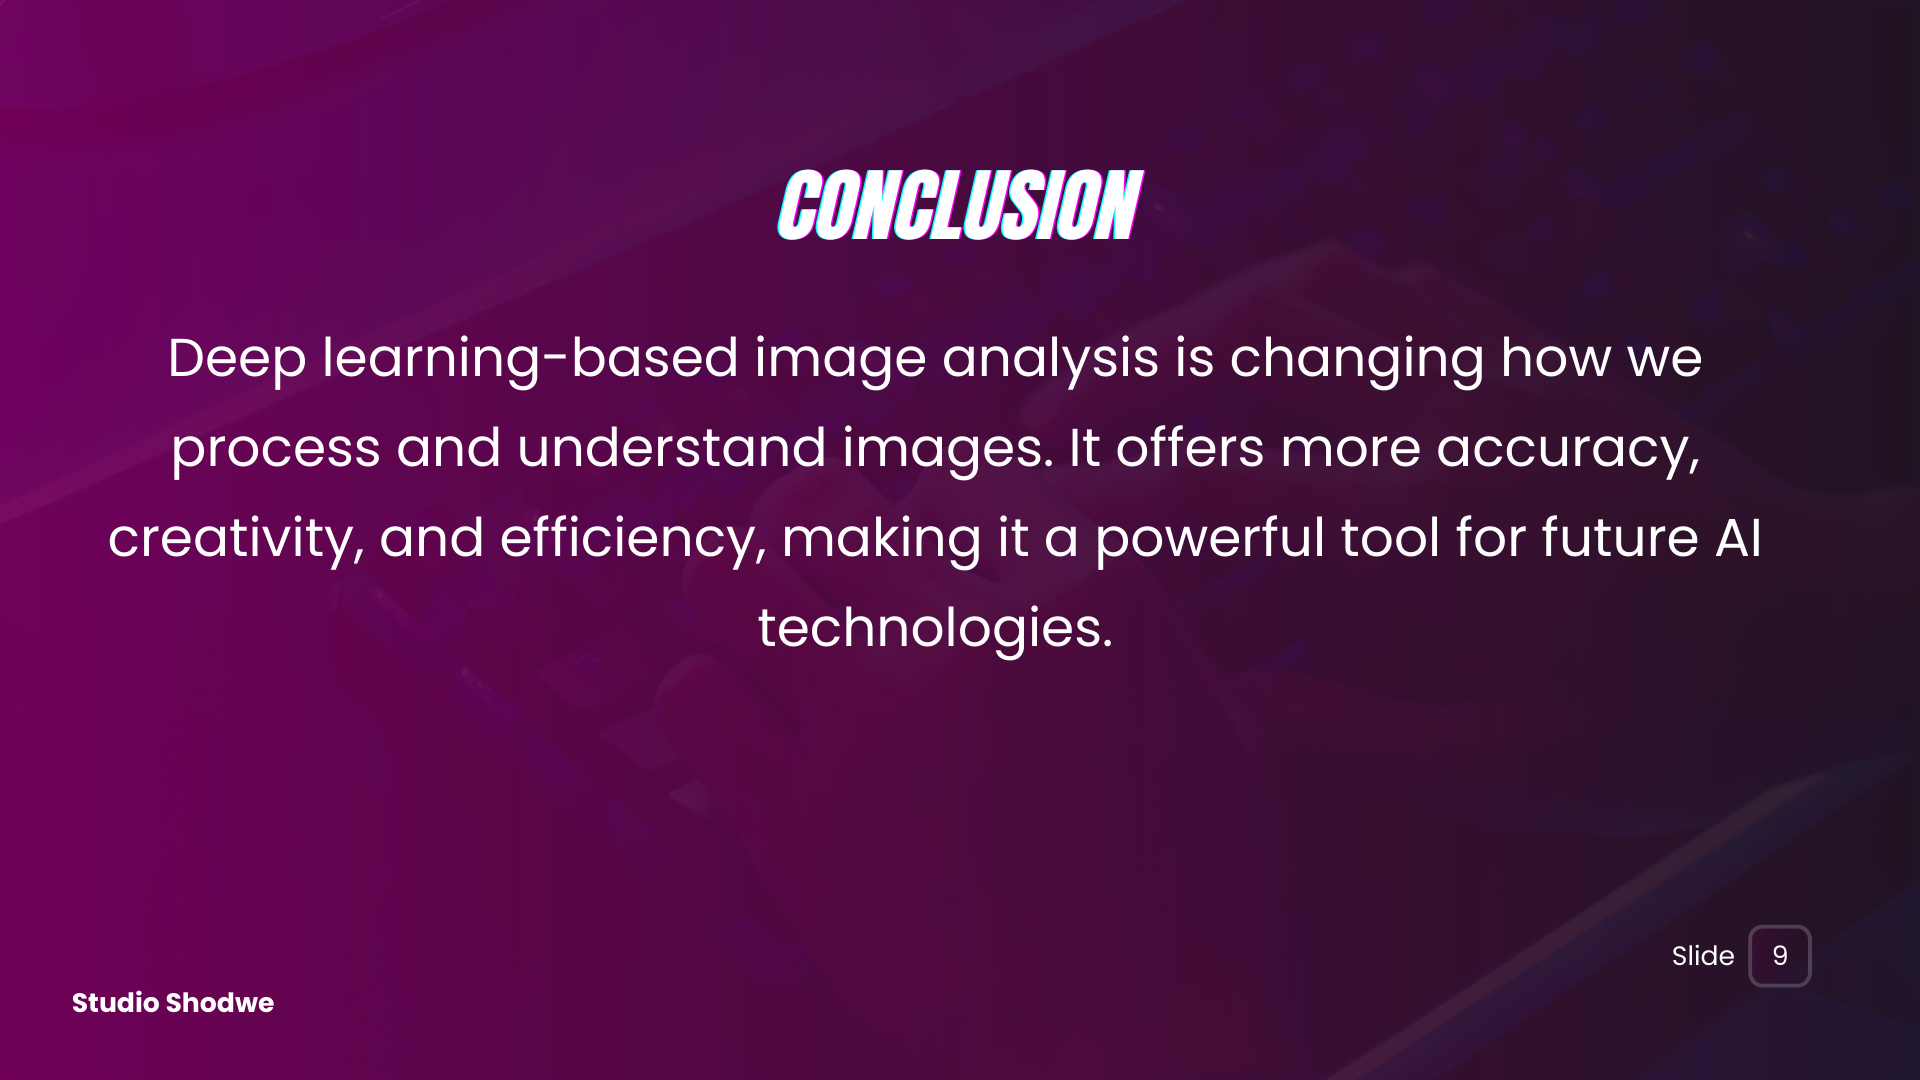 CONCLUSION
Deep learning-based image analysis is changing how we
process and understand images. It offers more accuracy,
creativity, and efficiency, making it a powerful tool for future AI
technologies.
Slide 9
Studio Shodwe